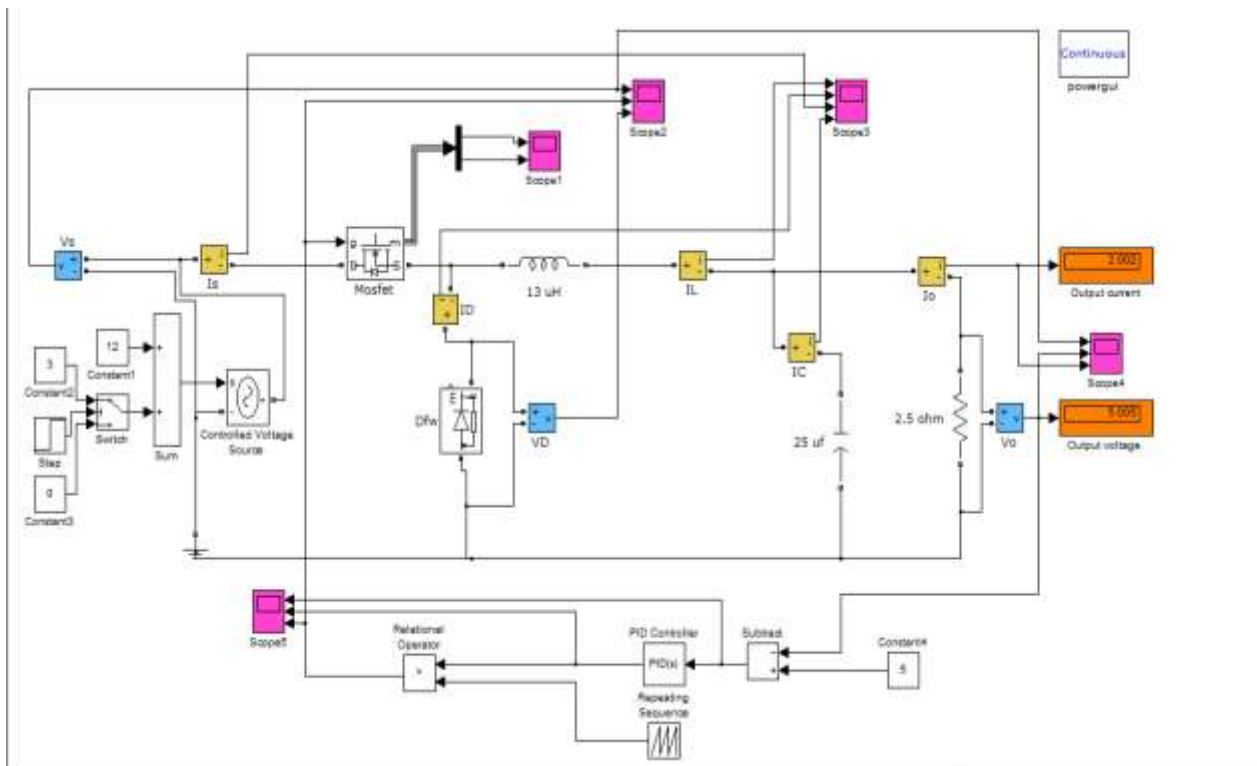 Continuous
powergui
Scope2
Scope3
Scope1
Vs
v
Is
g
m
D
S
Mosfet
13 uH
IL
Io
2.002
Output current
ID
12
Constant1
3
Constant2
Switch
Step
0
Constant3
Sum
s
Controlled Voltage
Source
Dfw
VD
IC
25 uf
2.5 ohm
Vo
Scope4
5.005
Output voltage
Scope5
Relational
Operator
>
PID Controller
PID(s)
Subtract
Constant4
5
Repeating
Sequence